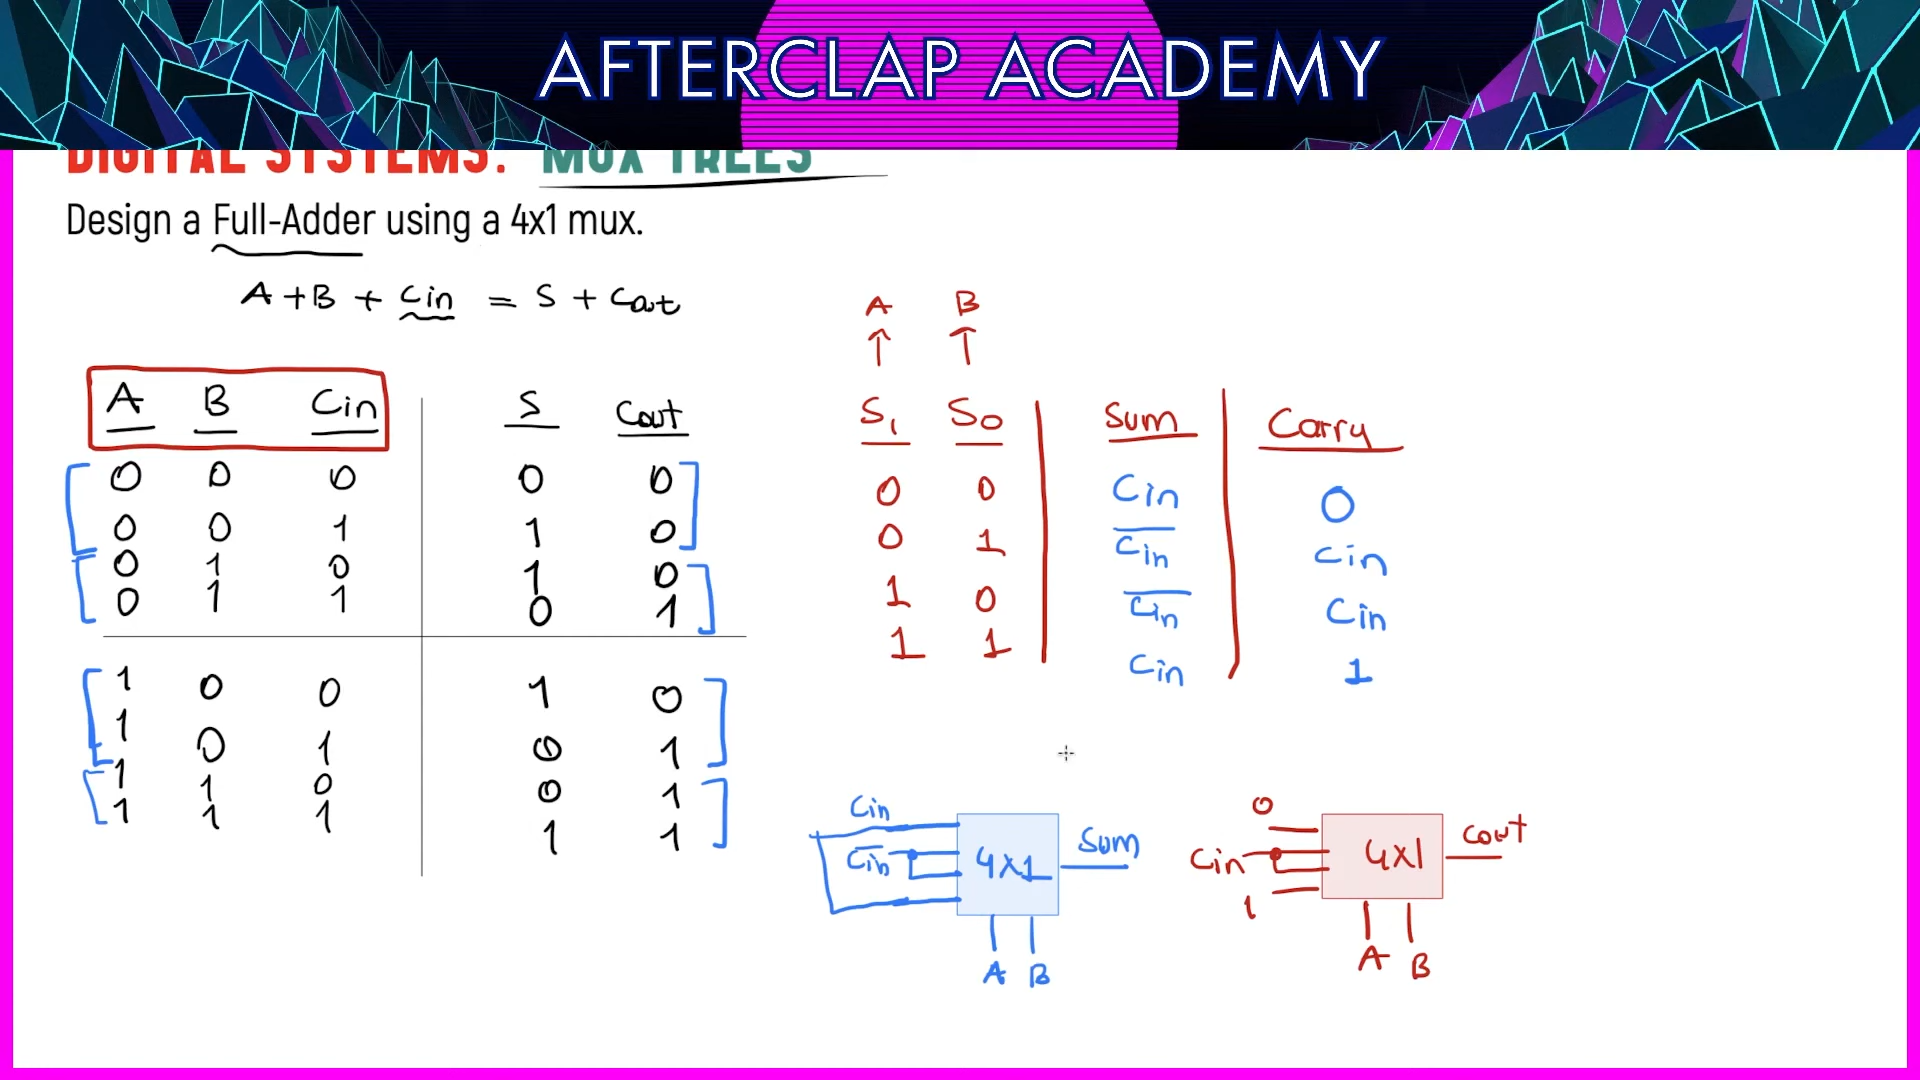 AFTERCLAP ACADEMY
DIGITAL SYSTEMS: MUX TREES
Design a Full-Adder using a 4x1 mux.
A + B + Cin = S + Cout
A B Cin S Cout
0 0 0 0 0
0 0 1 1 0
0 1 0 1 0
0 1 1 0 1
1 0 0 1 0
1 0 1 0 1
1 1 0 0 1
1 1 1 1 1
A B
↑ ↑
S₁ S₀ Sum Carry
0 0 Cin 0
0 1 C̅i̅n̅ Cin
1 0 C̅i̅n̅ Cin
1 1 Cin 1
Cin
C̅i̅n̅ 4x1 Sum
A B
0
Cin 4x1 Cout
1
A B